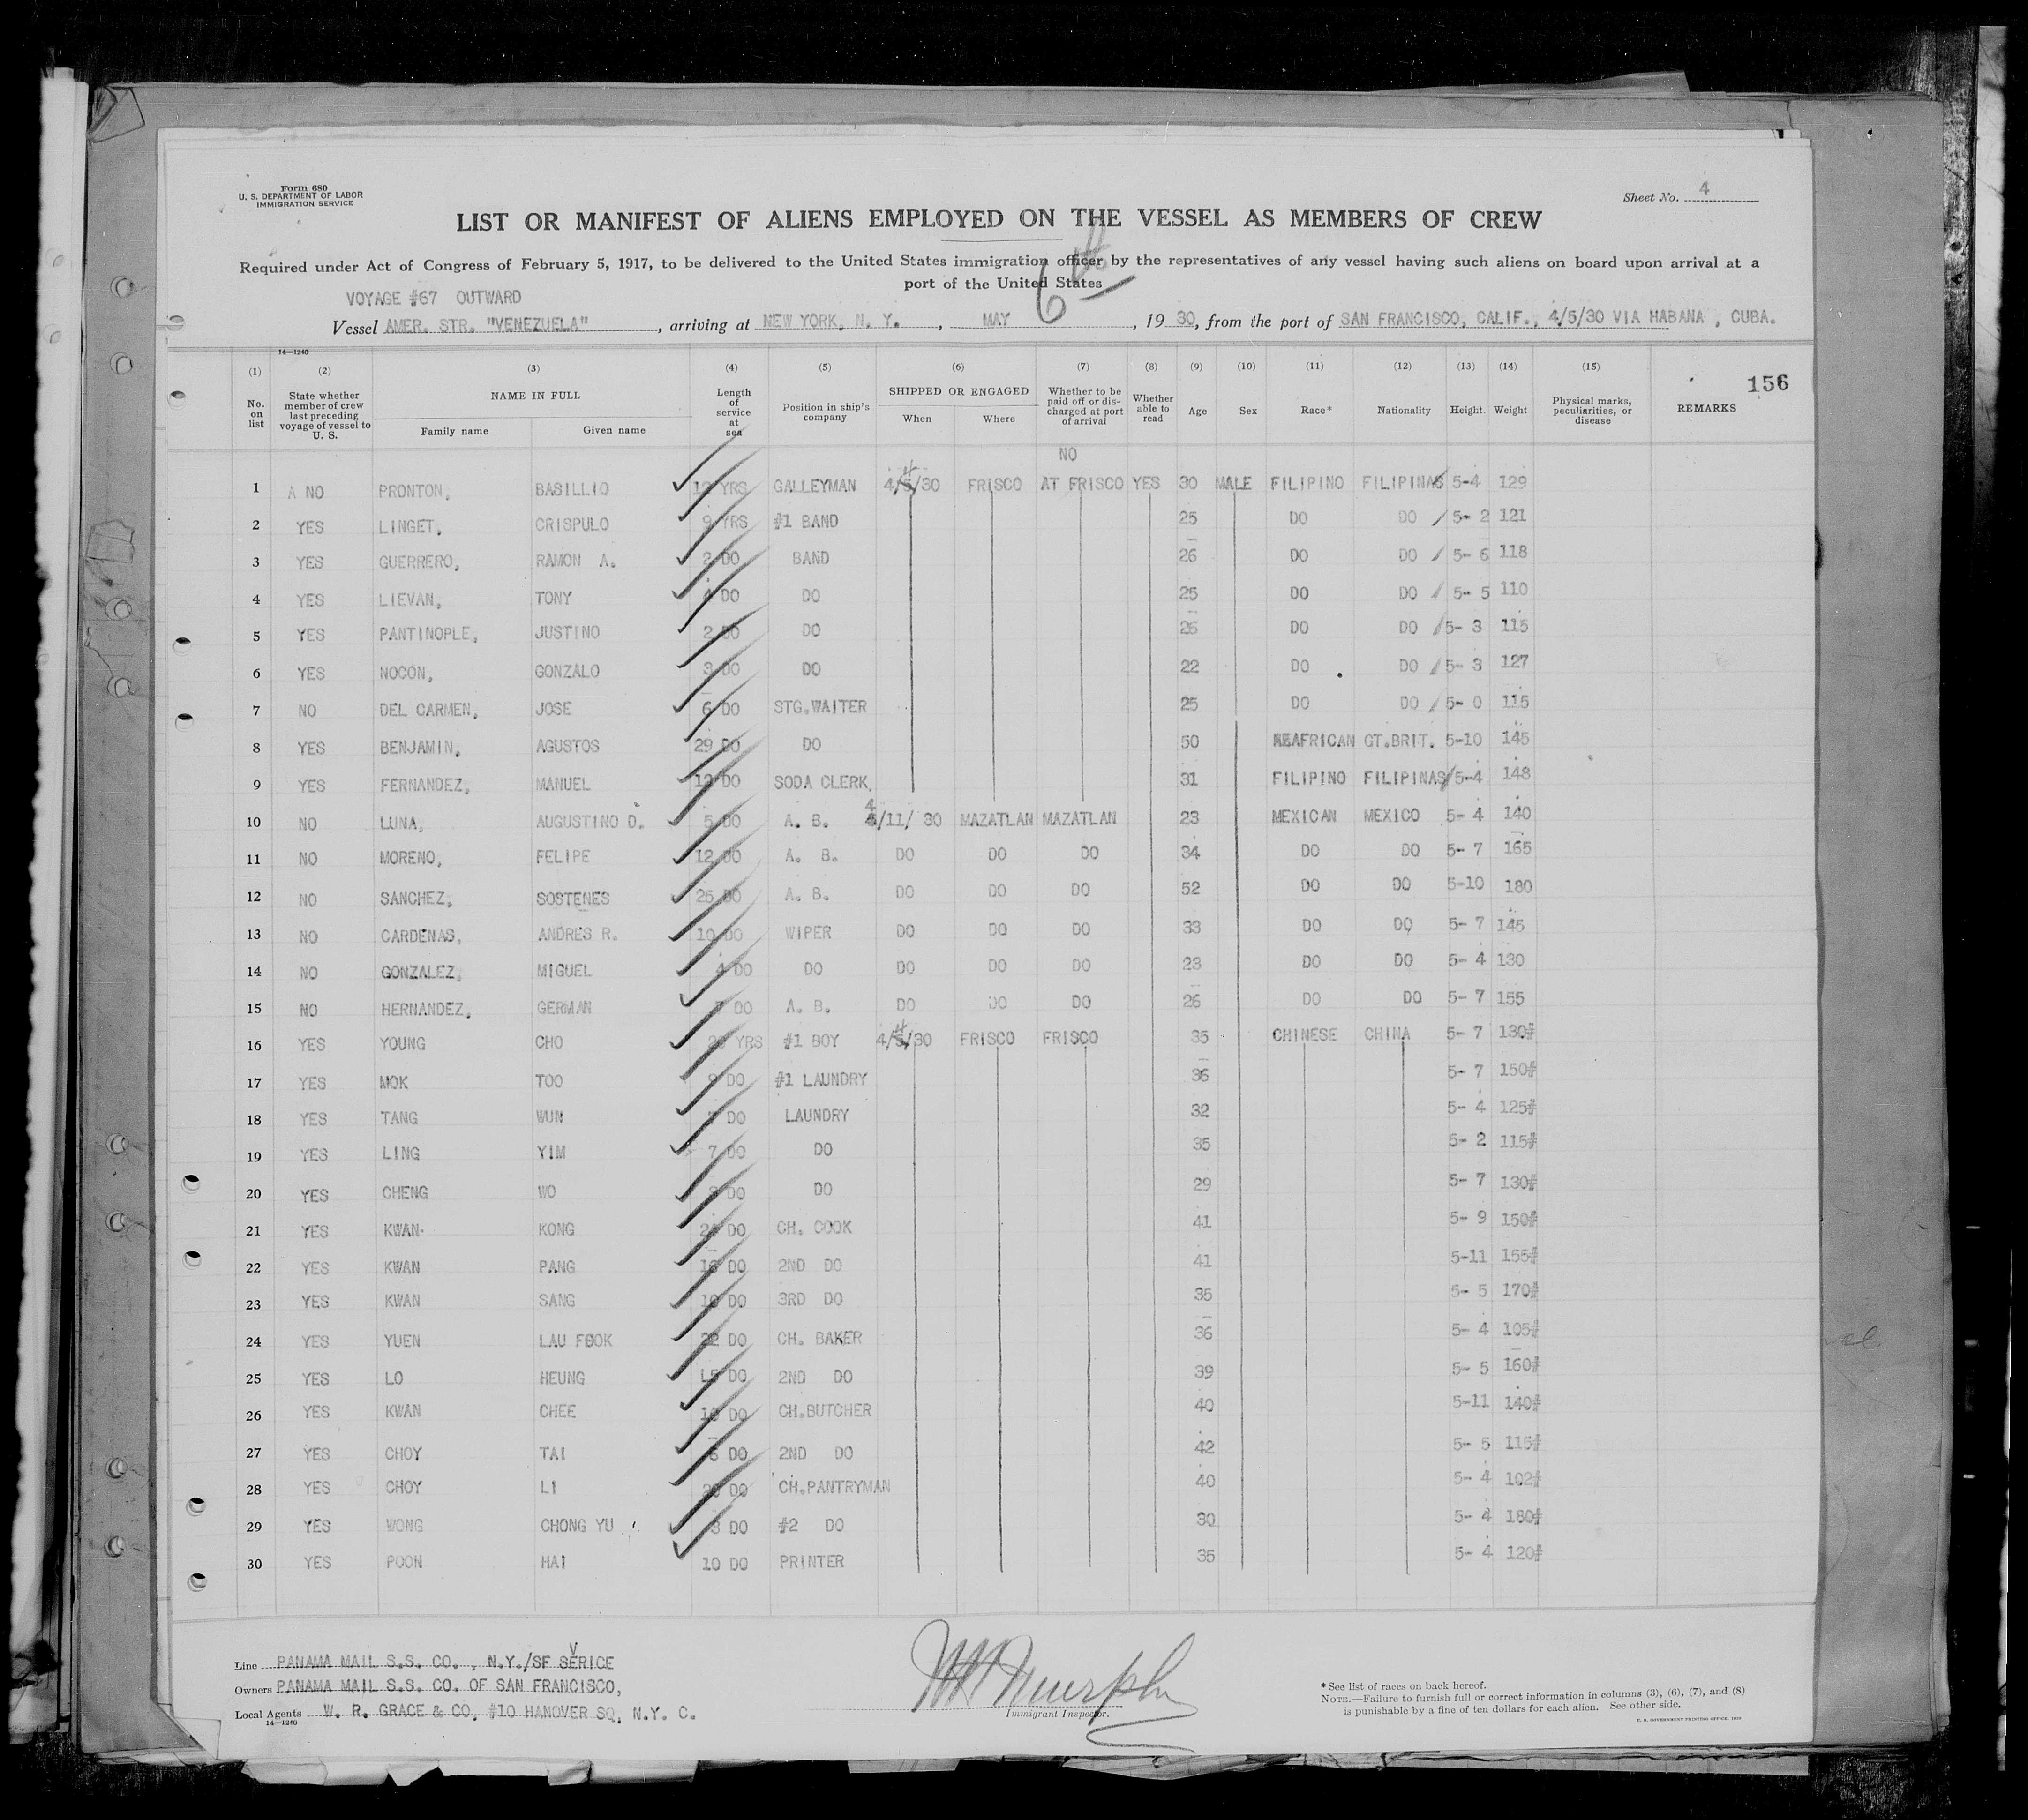 Form 680
U. S. DEPARTMENT OF LABOR
IMMIGRATION SERVICE
Sheet No. 4
LIST OR MANIFEST OF ALIENS EMPLOYED ON THE VESSEL AS MEMBERS OF CREW
Required under Act of Congress of February 5, 1917, to be delivered to the United States immigration officer by the representatives of any vessel having such aliens on board upon arrival at a
port of the United States
VOYAGE #67 OUTWARD
Vessel AMER. STR. "VENEZUELA", arriving at NEW YORK, N. Y., MAY 6th, 1930, from the port of SAN FRANCISCO, CALIF., 4/5/30 VIA HABANA, CUBA.
14—1240
156
(1) No. on list (2) State whether member of crew last preceding voyage of vessel to U. S. (3) NAME IN FULL Family name Given name (4) Length of service at sea (5) Position in ship's company (6) SHIPPED OR ENGAGED When Where (7) Whether to be paid off or discharged at port of arrival (8) Whether able to read (9) Age (10) Sex (11) Race* (12) Nationality (13) Height. (14) Weight (15) Physical marks, peculiarities, or disease REMARKS
NO
1 A NO PRONTON, BASILLIO 12 YRS GALLEYMAN 4/4/30 FRISCO AT FRISCO YES 30 MALE FILIPINO FILIPINAS 5-4 129
2 YES LINGET, CRISPULO 9 YRS #1 BAND 25 DO DO 5- 2 121
3 YES GUERRERO, RAMON A. 2 DO BAND 26 DO DO 5- 6 118
4 YES LIEVAN, TONY 4 DO DO 25 DO DO 5- 5 110
5 YES PANTINOPLE, JUSTINO 2 DO DO 26 DO DO 5- 3 115
6 YES NOCON, GONZALO 3 DO DO 22 DO DO 5- 3 127
7 NO DEL CARMEN, JOSE 6 DO STG.WAITER 25 DO DO 5- 0 115
8 YES BENJAMIN, AGUSTOS 29 DO DO 50 AFRICAN GT.BRIT. 5-10 145
9 YES FERNANDEZ, MANUEL 12 DO SODA CLERK, 31 FILIPINO FILIPINAS 5-4 148
10 NO LUNA, AUGUSTINO D. 5 DO A. B. 4/11/ 30 MAZATLAN MAZATLAN 23 MEXICAN MEXICO 5- 4 140
11 NO MORENO, FELIPE 12 DO A. B. DO DO DO 34 DO DO 5- 7 165
12 NO SANCHEZ, SOSTENES 25 DO A. B. DO DO DO 52 DO DO 5-10 180
13 NO CARDENAS, ANDRES R. 10 DO WIPER DO DO DO 33 DO DO 5- 7 145
14 NO GONZALEZ, MIGUEL 4 DO DO DO DO DO 23 DO DO 5- 4 130
15 NO HERNANDEZ, GERMAN DO A. B. DO DO DO 26 DO DO 5- 7 155
16 YES YOUNG CHO YRS #1 BOY 4/4/30 FRISCO FRISCO 35 CHINESE CHINA 5- 7 130#
17 YES MOK TOO 9 DO #1 LAUNDRY 36 5- 7 150#
18 YES TANG WUN DO LAUNDRY 32 5- 4 125#
19 YES LING YIM 7 DO DO 35 5- 2 115#
20 YES CHENG WO DO DO 29 5- 7 130#
21 YES KWAN KONG DO CH. COOK 41 5- 9 150#
22 YES KWAN PANG DO 2ND DO 41 5-11 155#
23 YES KWAN SANG 10 DO 3RD DO 35 5- 5 170#
24 YES YUEN LAU FOOK 22 DO CH. BAKER 36 5- 4 105#
25 YES LO HEUNG DO 2ND DO 39 5- 5 160#
26 YES KWAN CHEE DO CH.BUTCHER 40 5-11 140#
27 YES CHOY TAI DO 2ND DO 42 5- 5 115#
28 YES CHOY LI DO CH.PANTRYMAN 40 5- 4 102#
29 YES WONG CHONG YU 3 DO #2 DO 30 5- 4 180#
30 YES POON HAI 10 DO PRINTER 35 5- 4 120#
Line PANAMA MAIL S.S. CO., N.Y./SF SERVICE
Owners PANAMA MAIL S.S. CO. OF SAN FRANCISCO,
Local Agents W. R. GRACE & CO, #10 HANOVER SQ, N.Y. C.
14—1240
Murphy
Immigrant Inspector.
*See list of races on back hereof.
NOTE.—Failure to furnish full or correct information in columns (3), (6), (7), and (8)
is punishable by a fine of ten dollars for each alien. See other side.